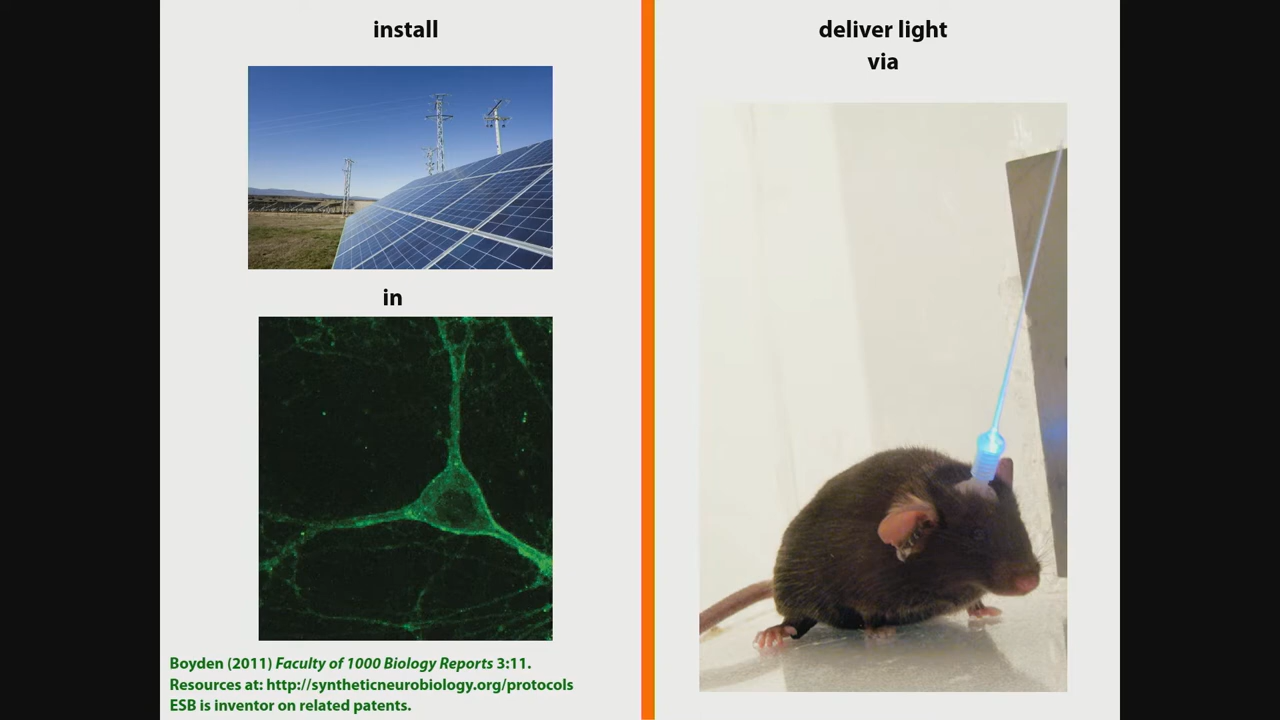 install
in
Boyden (2011) Faculty of 1000 Biology Reports 3:11.
Resources at: http://syntheticneurobiology.org/protocols
ESB is inventor on related patents.
deliver light
via